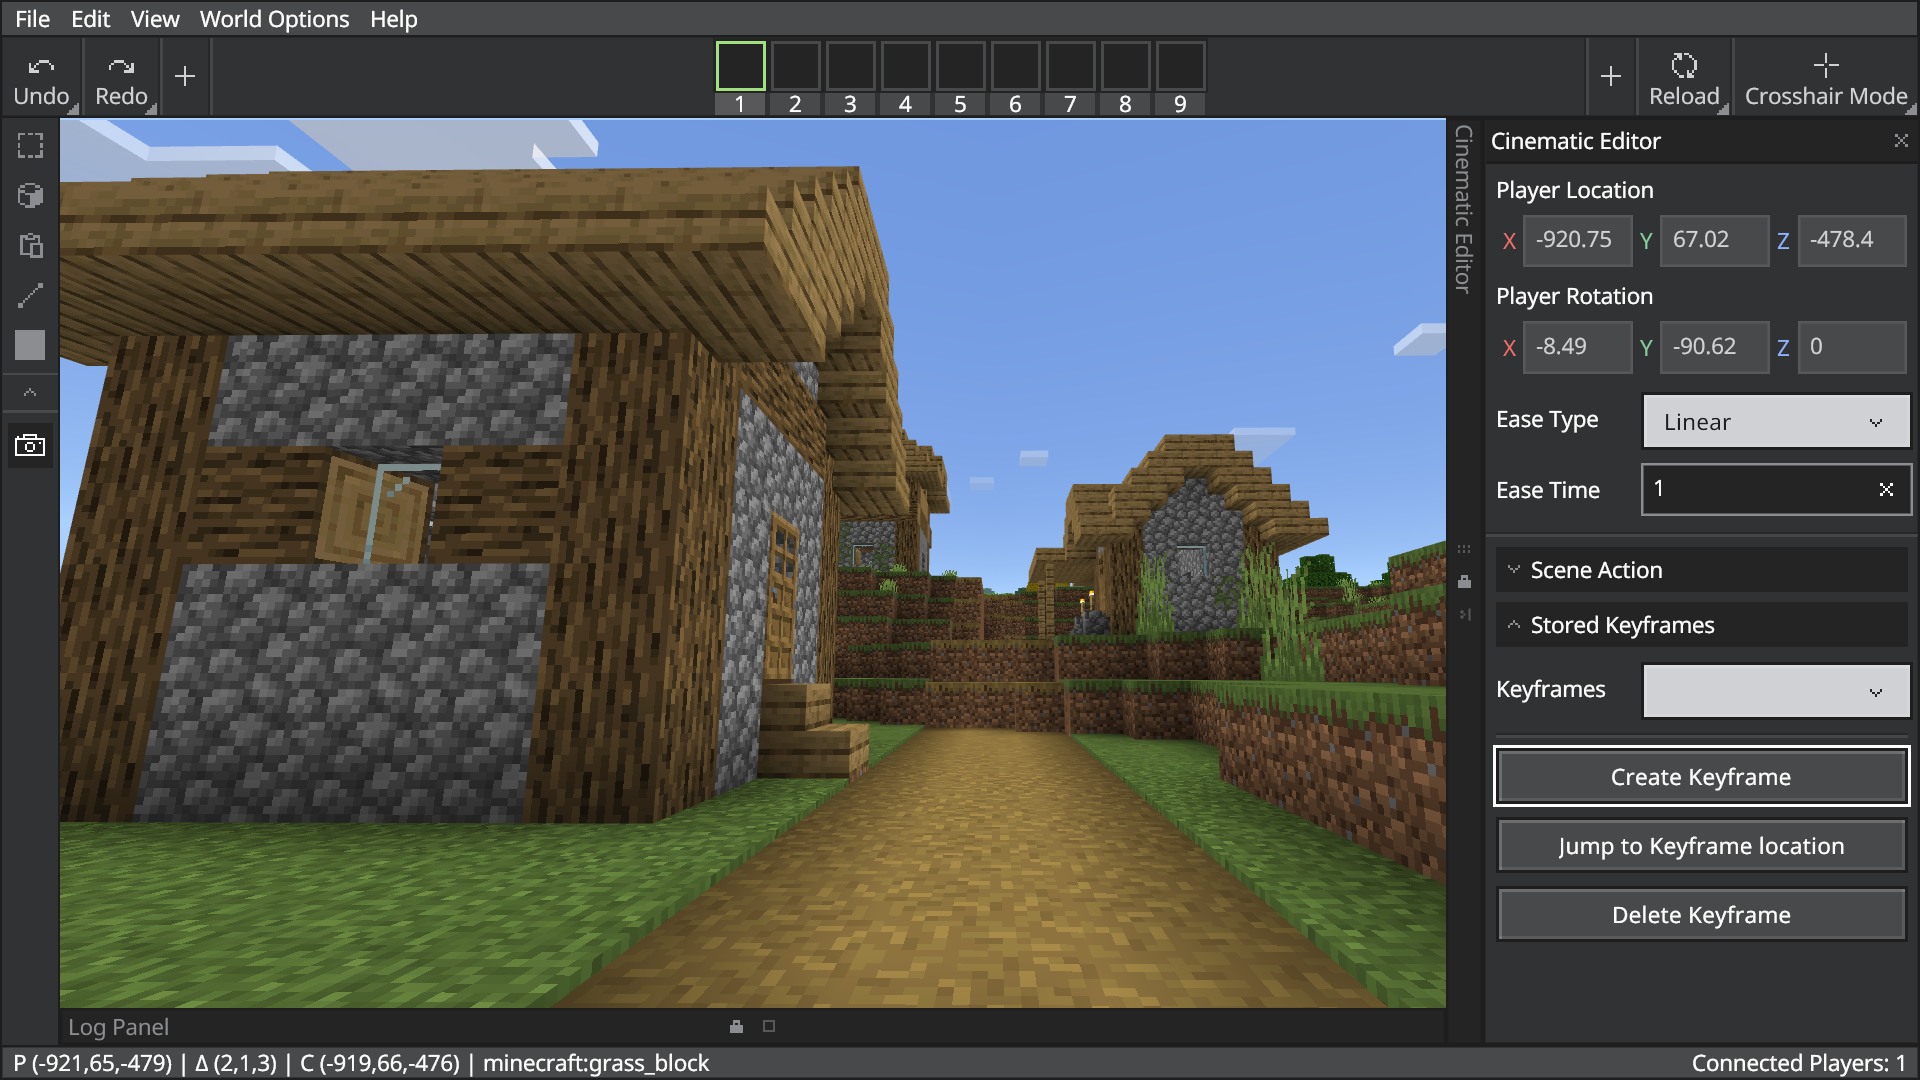 File Edit View World Options Help
Undo Redo
1 2 3 4 5 6 7 8 9
Reload Crosshair Mode
Cinematic Editor
Cinematic Editor
Player Location
X -920.75 Y 67.02 Z -478.4
Player Rotation
X -8.49 Y -90.62 Z 0
Ease Type Linear
Ease Time 1
Scene Action
Stored Keyframes
Keyframes
Create Keyframe
Jump to Keyframe location
Delete Keyframe
Log Panel
P (-921,65,-479) | Δ (2,1,3) | C (-919,66,-476) | minecraft:grass_block
Connected Players: 1